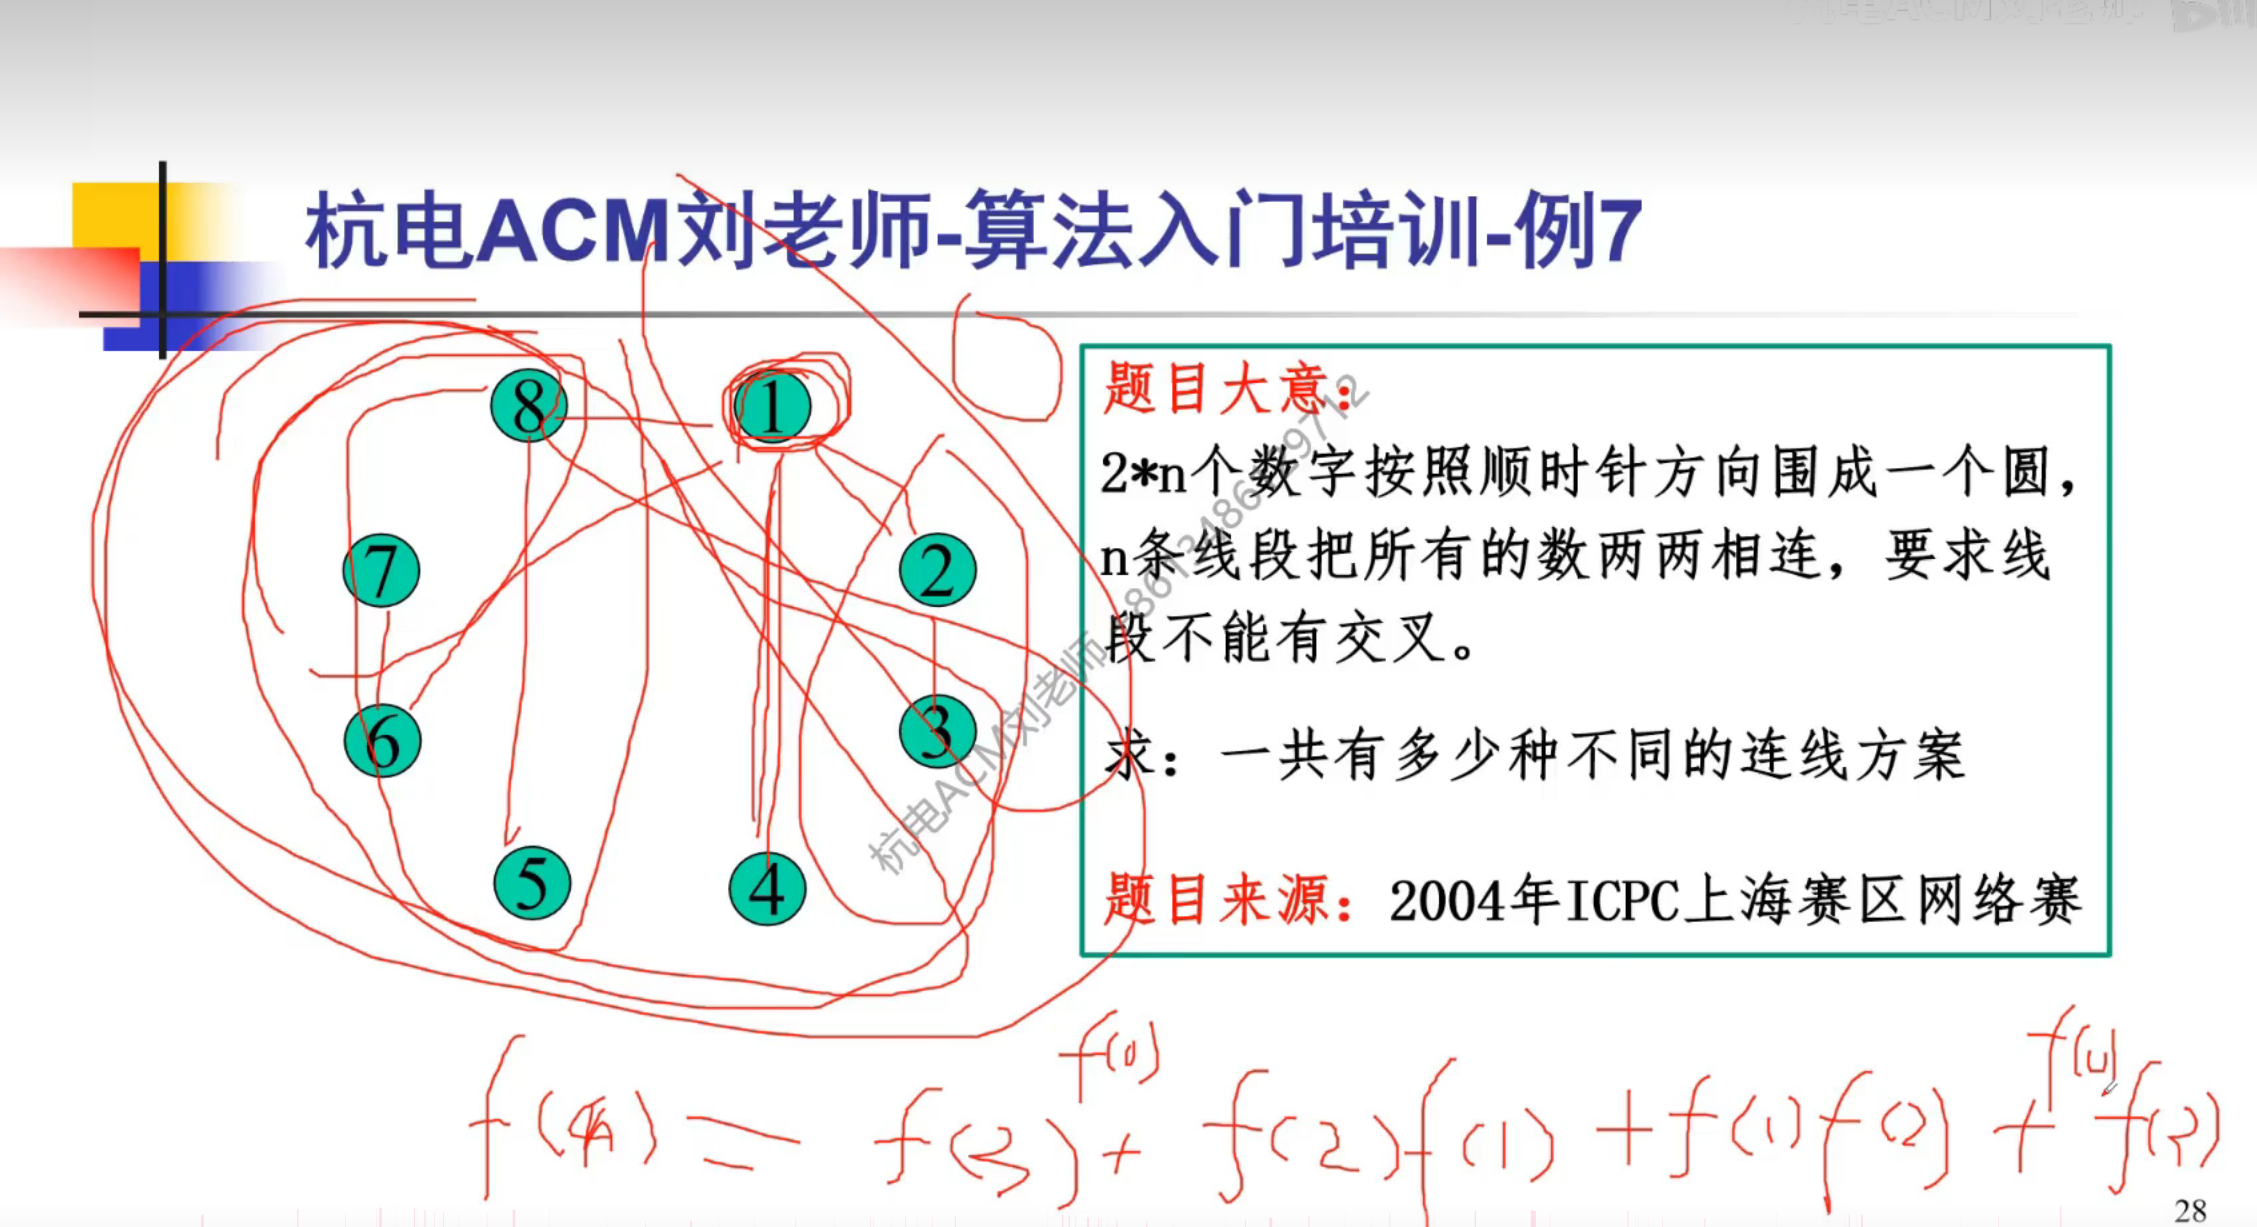 杭电ACM刘老师-算法入门培训-例7
8
1
7
2
6
3
5
4
题目大意：
2*n个数字按照顺时针方向围成一个圆，
n条线段把所有的数两两相连，要求线
段不能有交叉。
求：一共有多少种不同的连线方案
题目来源：2004年ICPC上海赛区网络赛
杭电ACM刘老师
f(4) = f(3) f(0) + f(2) f(1) + f(1) f(2) + f(0) f(3)
28